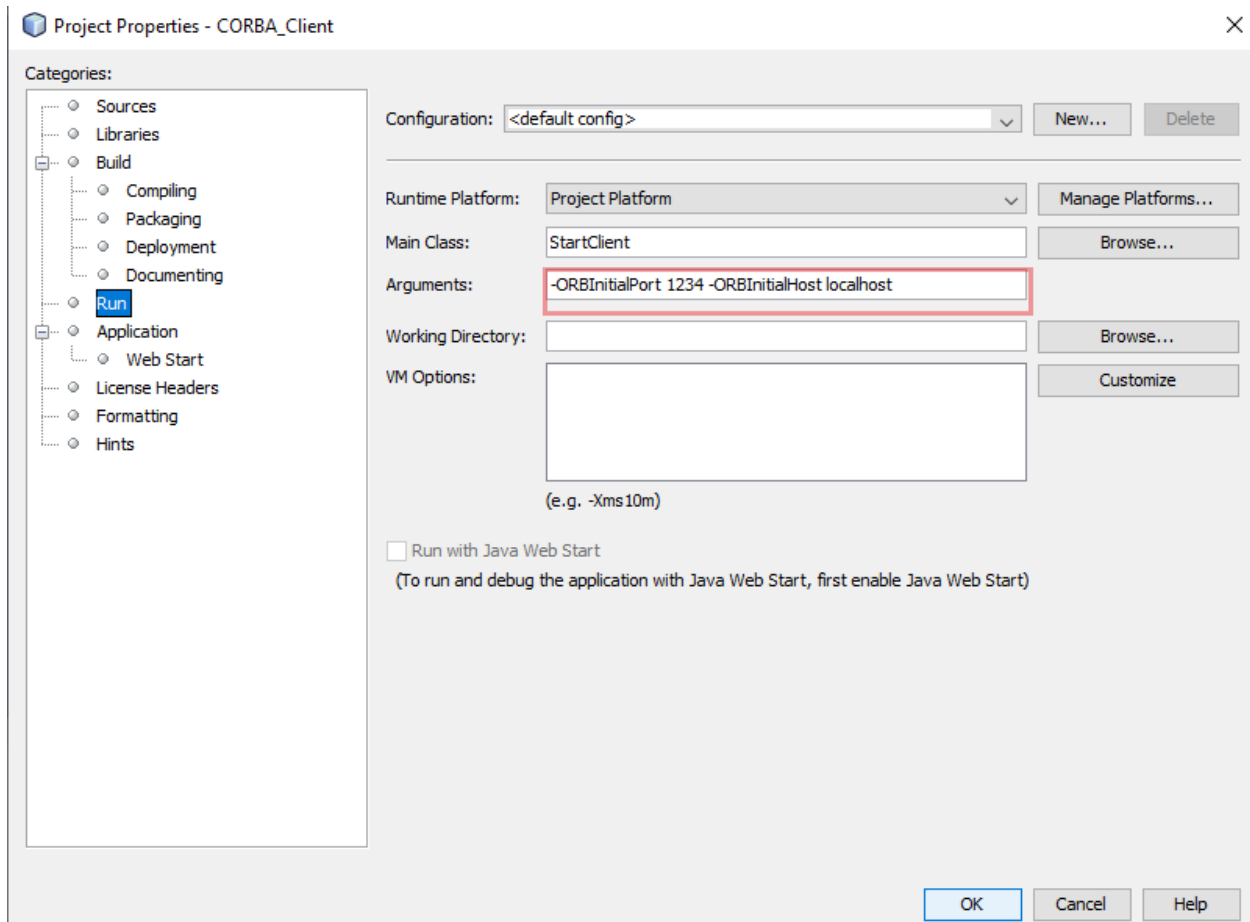 Project Properties - CORBA_Client
Categories:
Sources
Libraries
Build
Compiling
Packaging
Deployment
Documenting
Run
Application
Web Start
License Headers
Formatting
Hints
Configuration: <default config> New... Delete
Runtime Platform: Project Platform Manage Platforms...
Main Class: StartClient Browse...
Arguments: -ORBInitialPort 1234 -ORBInitialHost localhost
Working Directory: Browse...
VM Options: Customize
(e.g. -Xms10m)
Run with Java Web Start
(To run and debug the application with Java Web Start, first enable Java Web Start)
OK Cancel Help